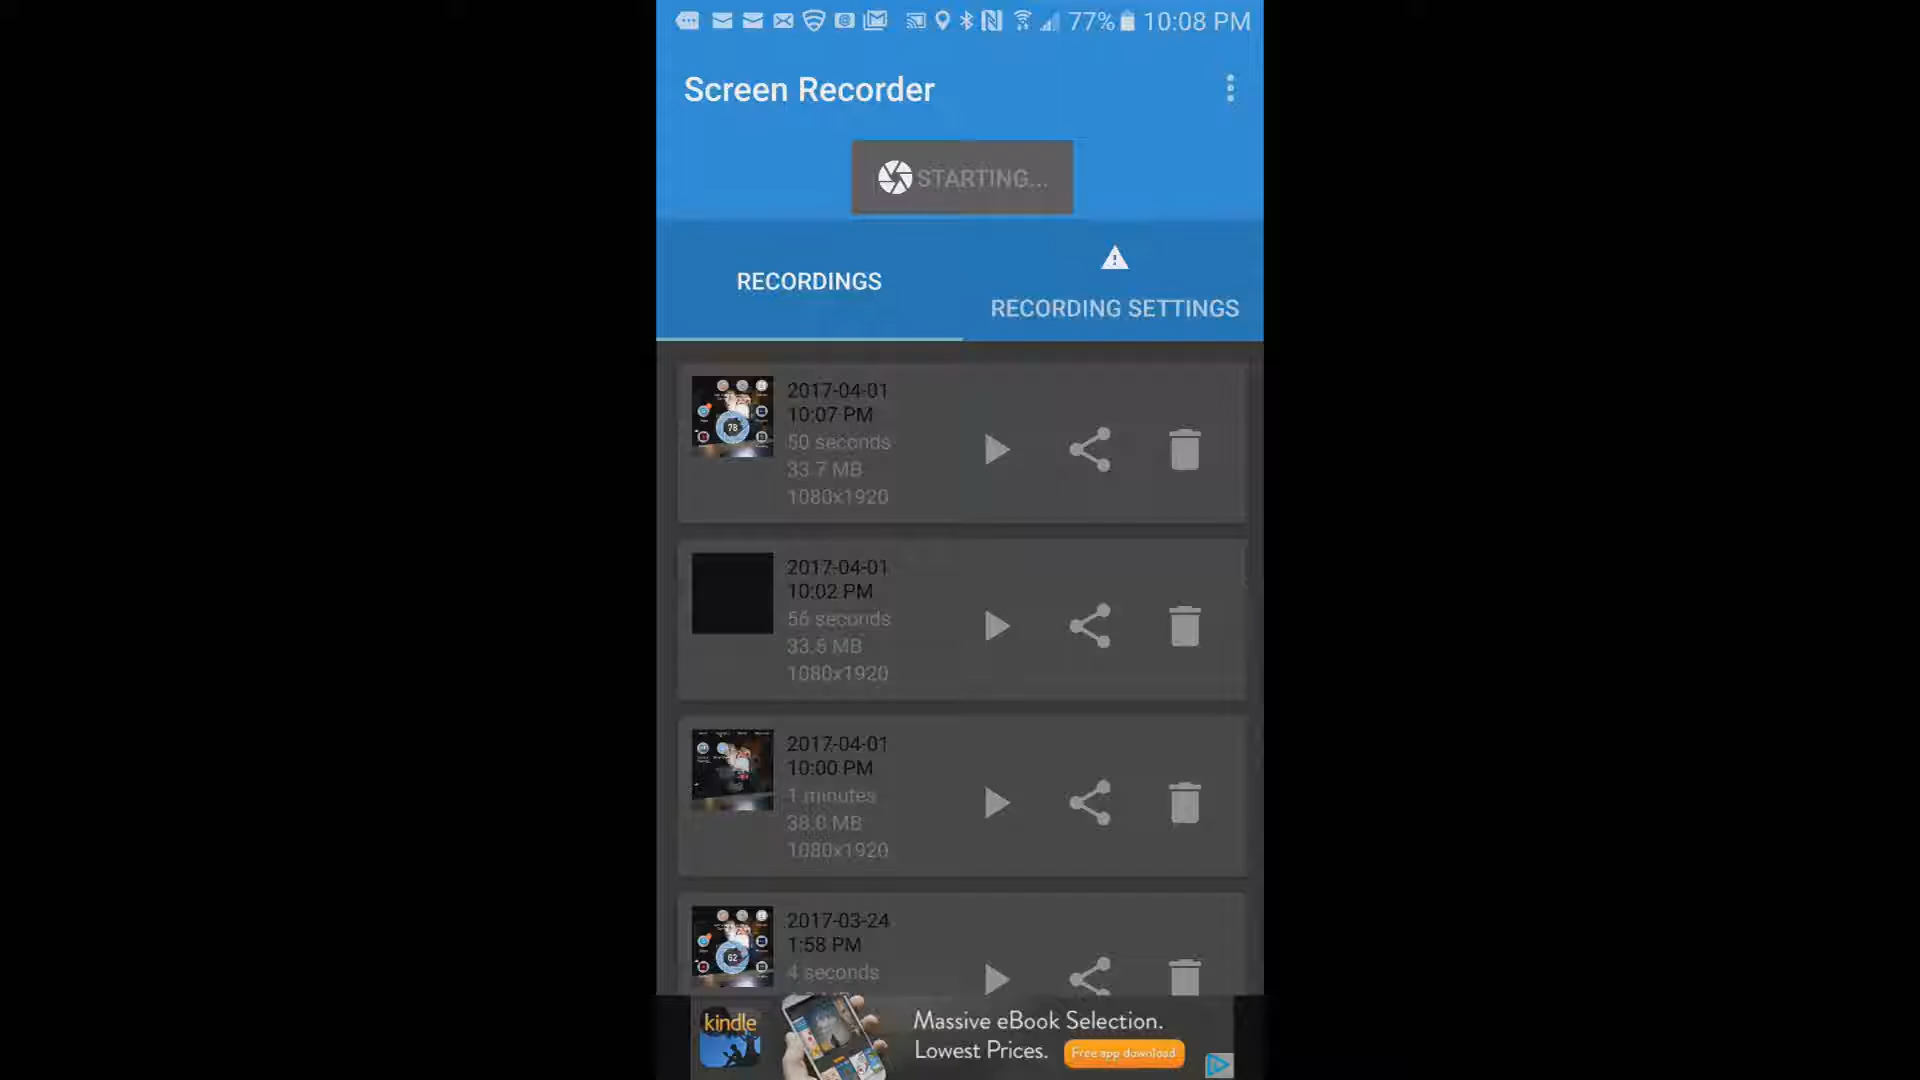 77% 10:08 PM
Screen Recorder
STARTING...
RECORDINGS
RECORDING SETTINGS
2017-04-01
10:07 PM
50 seconds
33.7 MB
1080x1920
78
2017-04-01
10:02 PM
56 seconds
33.6 MB
1080x1920
2017-04-01
10:00 PM
1 minutes
38.0 MB
1080x1920
2017-03-24
1:58 PM
4 seconds
62
kindle
Massive eBook Selection.
Lowest Prices.
Free app download